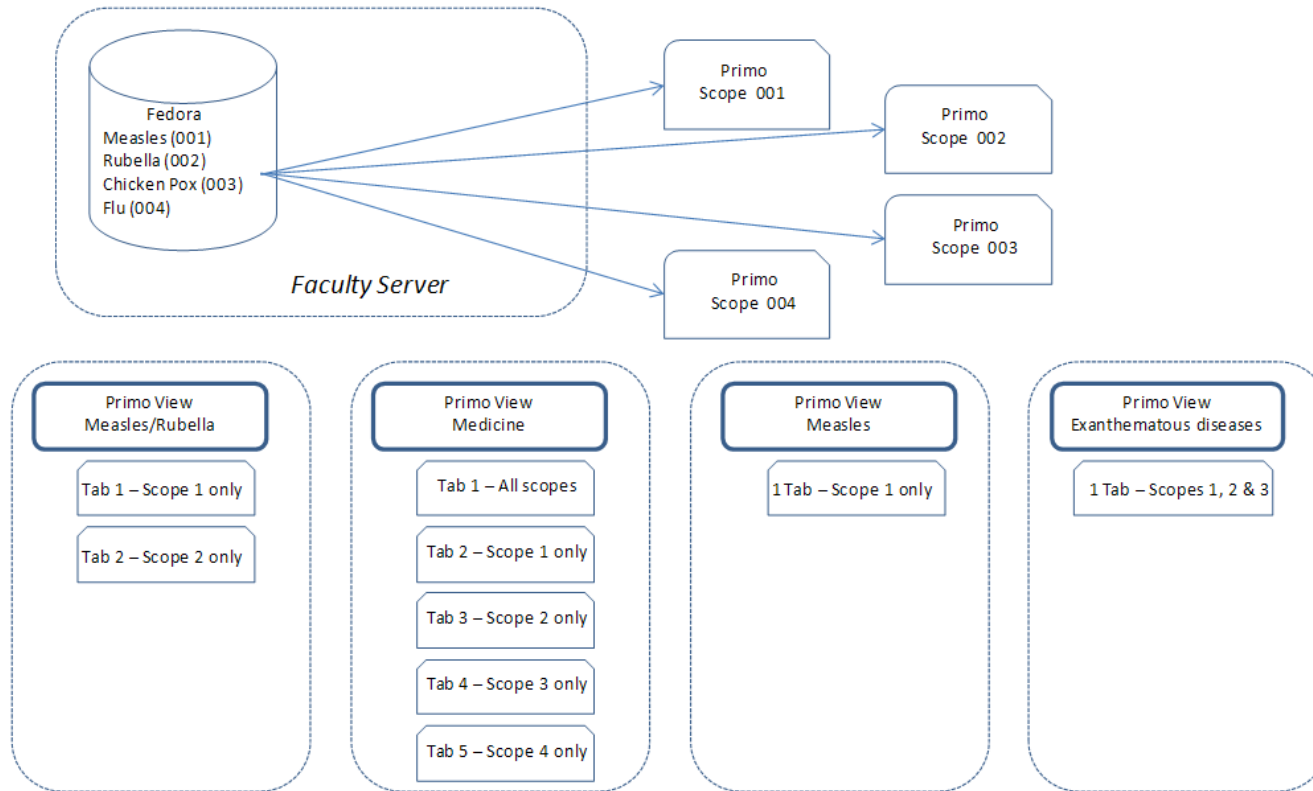 Fedora
Measles (001)
Rubella (002)
Chicken Pox (003)
Flu (004)
Faculty Server
Primo
Scope 001
Primo
Scope 002
Primo
Scope 003
Primo
Scope 004
Primo View
Measles/Rubella
Tab 1 – Scope 1 only
Tab 2 – Scope 2 only
Primo View
Medicine
Tab 1 – All scopes
Tab 2 – Scope 1 only
Tab 3 – Scope 2 only
Tab 4 – Scope 3 only
Tab 5 – Scope 4 only
Primo View
Measles
1 Tab – Scope 1 only
Primo View
Exanthematous diseases
1 Tab – Scopes 1, 2 & 3